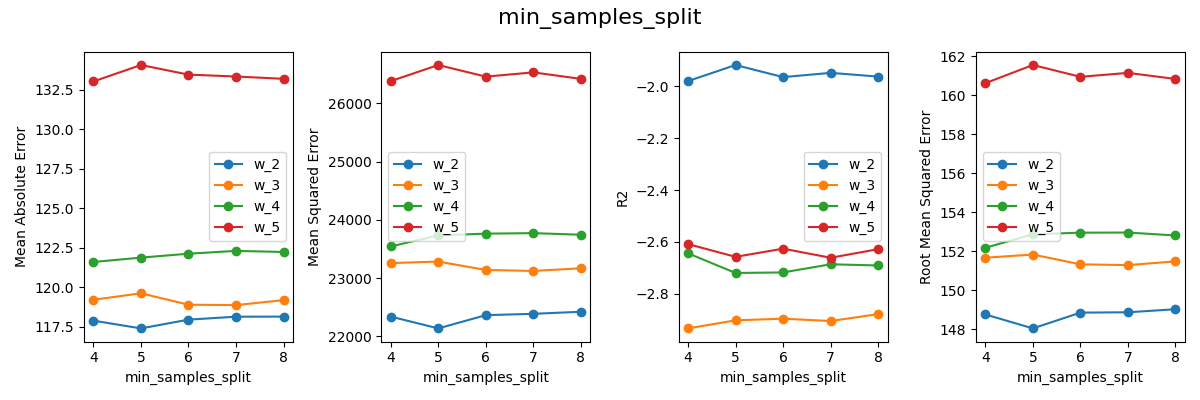 min_samples_split
Mean Absolute Error
132.5
130.0
127.5
125.0
122.5
120.0
117.5
4 5 6 7 8
min_samples_split
w_2
w_3
w_4
w_5
Mean Squared Error
26000
25000
24000
23000
22000
4 5 6 7 8
min_samples_split
w_2
w_3
w_4
w_5
R2
−2.0
−2.2
−2.4
−2.6
−2.8
4 5 6 7 8
min_samples_split
w_2
w_3
w_4
w_5
Root Mean Squared Error
162
160
158
156
154
152
150
148
4 5 6 7 8
min_samples_split
w_2
w_3
w_4
w_5